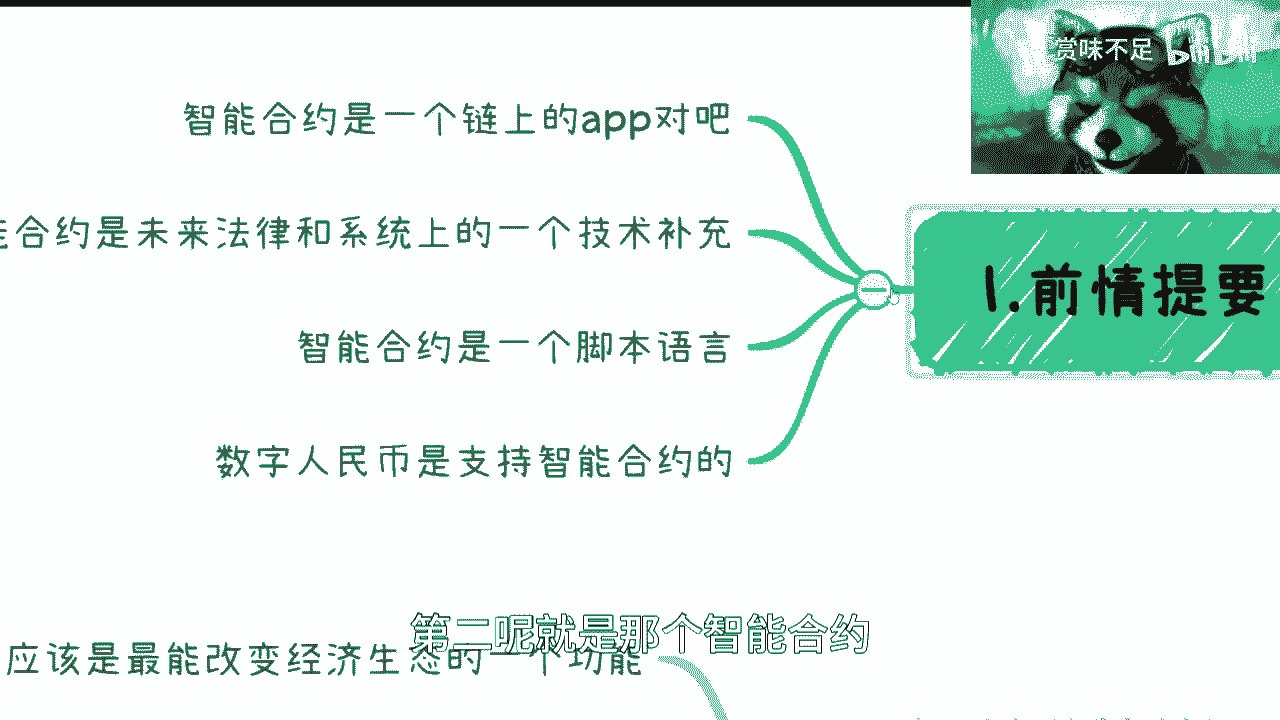 赏味不足 bilibili
智能合约是一个链上的app对吧
能合约是未来法律和系统上的一个技术补充
1.前情提要
智能合约是一个脚本语言
数字人民币是支持智能合约的
第二呢就是那个智能合约
应该是最能改变经济生态的一个功能